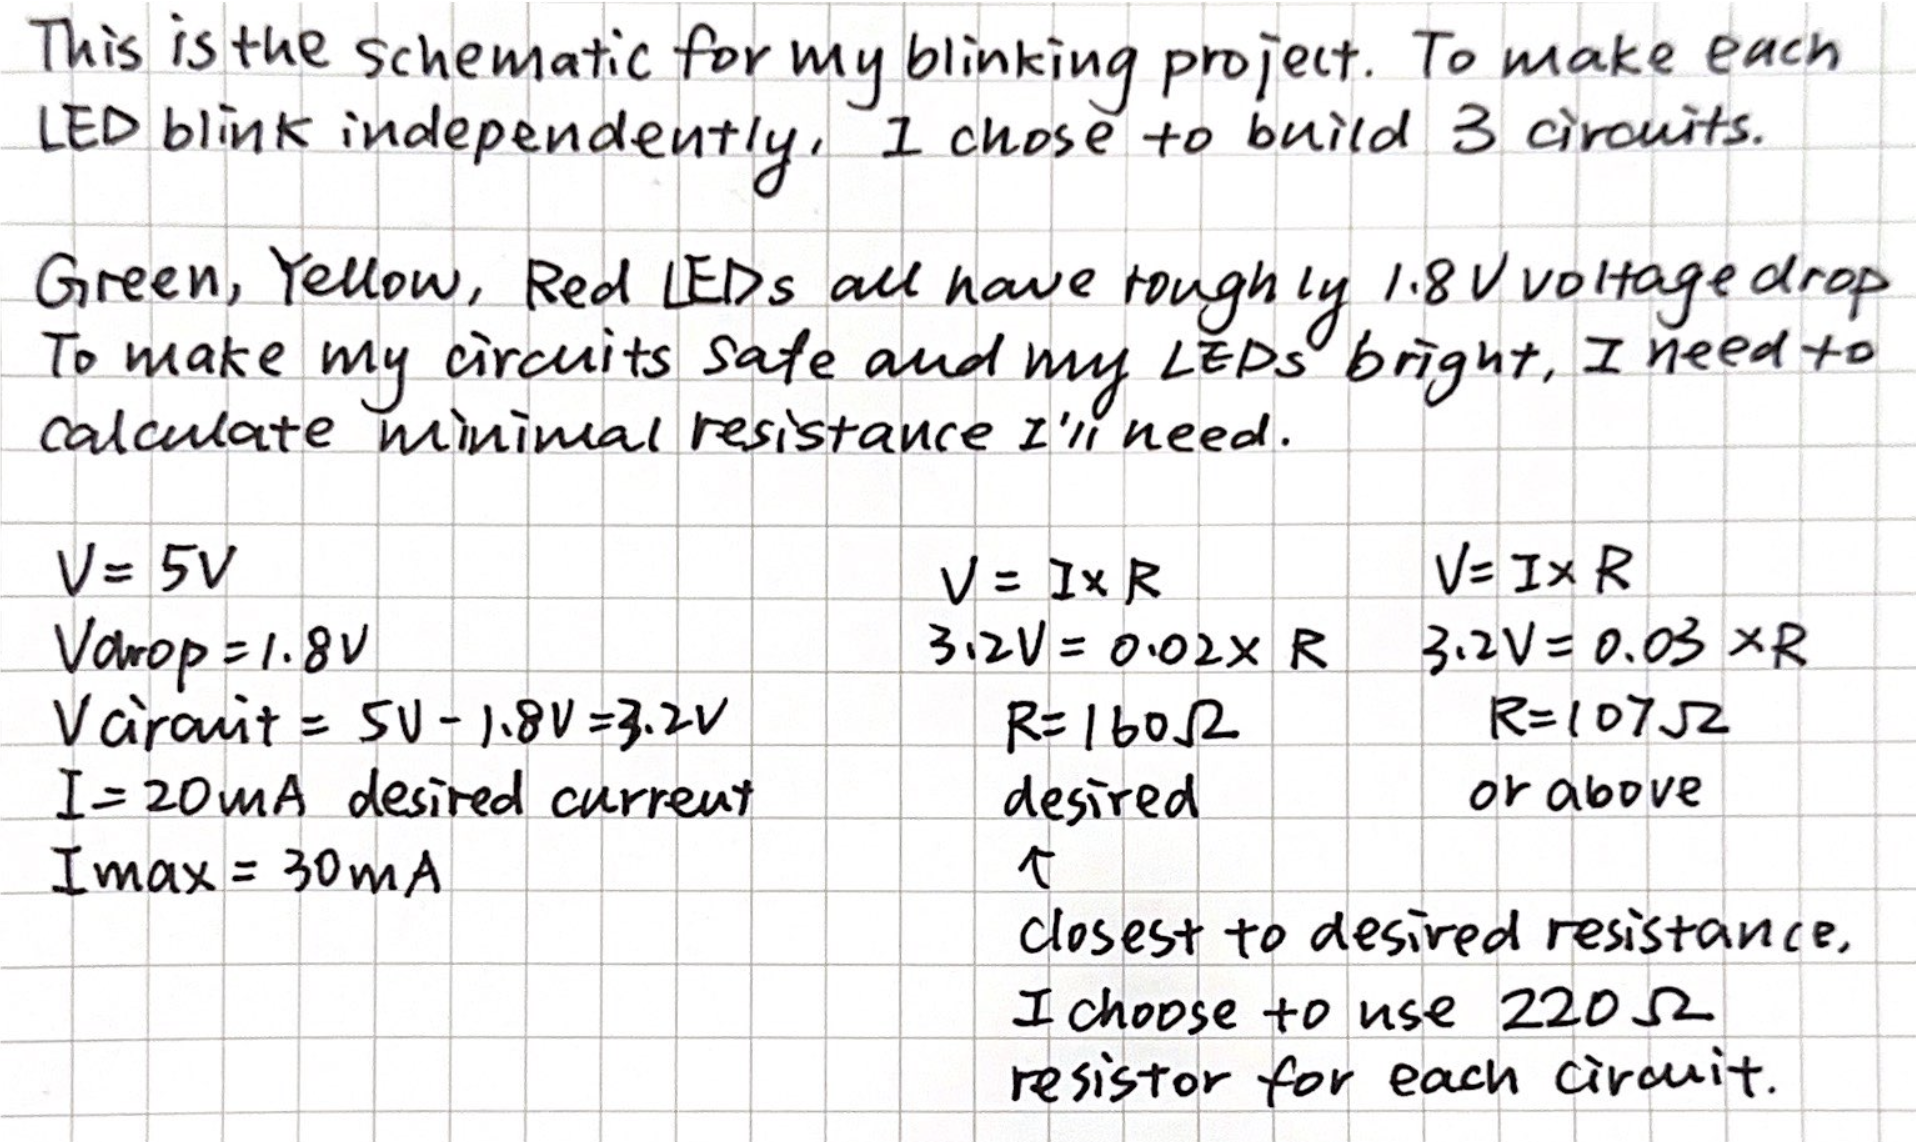 This is the schematic for my blinking project. To make each
LED blink independently, I chose to build 3 circuits.
Green, Yellow, Red LEDs all have roughly 1.8V voltage drop
To make my circuits safe and my LEDs bright, I need to
calculate minimal resistance I'll need.
V = 5V
Vdrop = 1.8V
Vcircuit = 5V - 1.8V = 3.2V
I = 20mA desired current
Imax = 30mA
V = I x R
3.2V = 0.02 x R
R = 160Ω
desired
↑
closest to desired resistance,
I choose to use 220Ω
resistor for each circuit.
V = I x R
3.2V = 0.03 x R
R = 107Ω
or above